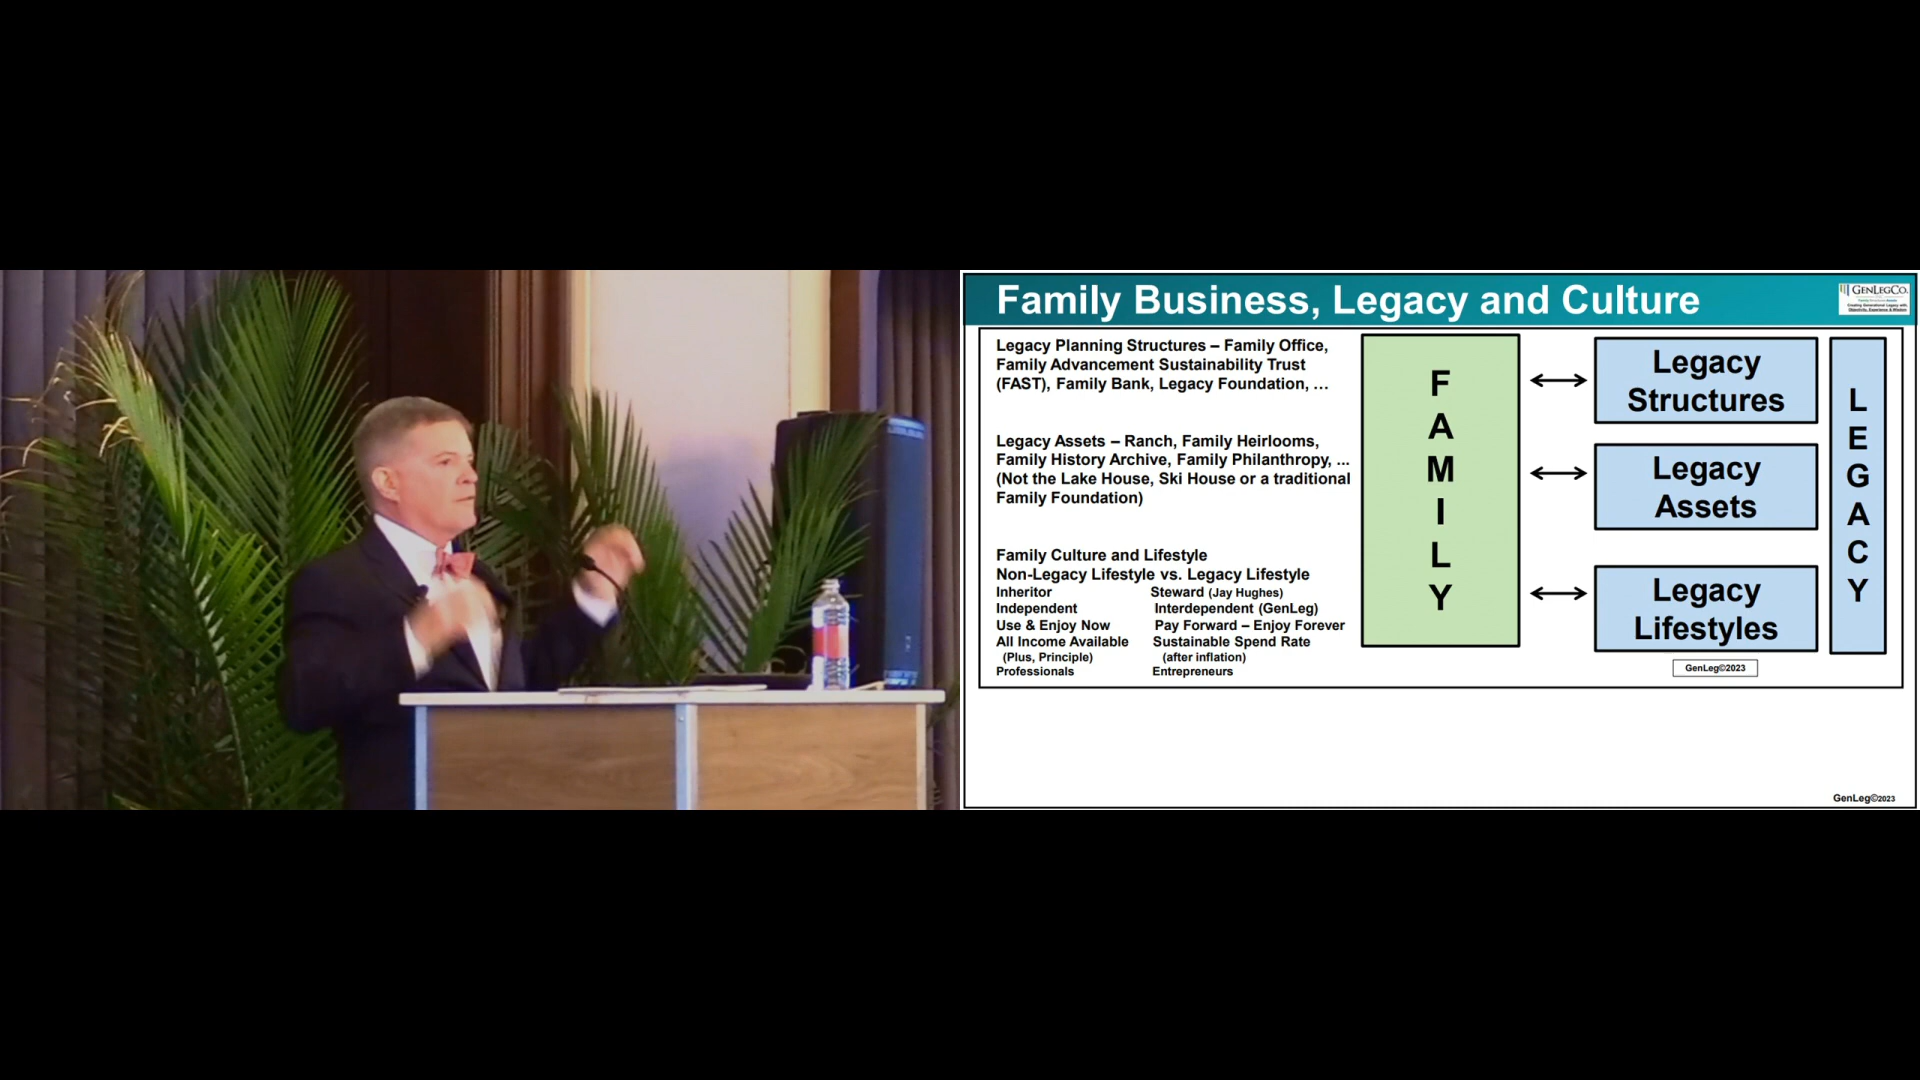 Family Business, Legacy and Culture
GENLEGCO.
Legacy Planning Structures – Family Office,
Family Advancement Sustainability Trust
(FAST), Family Bank, Legacy Foundation, …
Legacy Assets – Ranch, Family Heirlooms,
Family History Archive, Family Philanthropy, ...
(Not the Lake House, Ski House or a traditional
Family Foundation)
Family Culture and Lifestyle
Non-Legacy Lifestyle vs. Legacy Lifestyle
Inheritor Steward (Jay Hughes)
Independent Interdependent (GenLeg)
Use & Enjoy Now Pay Forward – Enjoy Forever
All Income Available Sustainable Spend Rate
(Plus, Principle) (after inflation)
Professionals Entrepreneurs
FAMILY
Legacy
Structures
Legacy
Assets
Legacy
Lifestyles
LEGACY
GenLeg©2023
GenLeg©2023